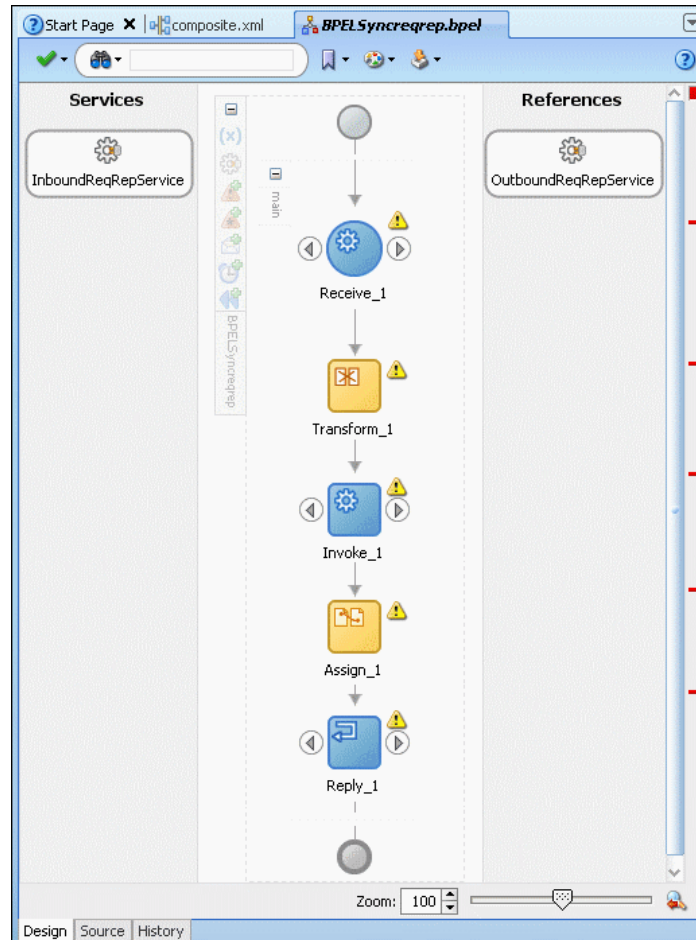 Start Page
composite.xml
BPELSyncreqrep.bpel
Services
References
InboundReqRepService
OutboundReqRepService
(x)
main
BPELSyncreqrep
Receive_1
Transform_1
Invoke_1
Assign_1
Reply_1
Zoom: 100
Design Source History